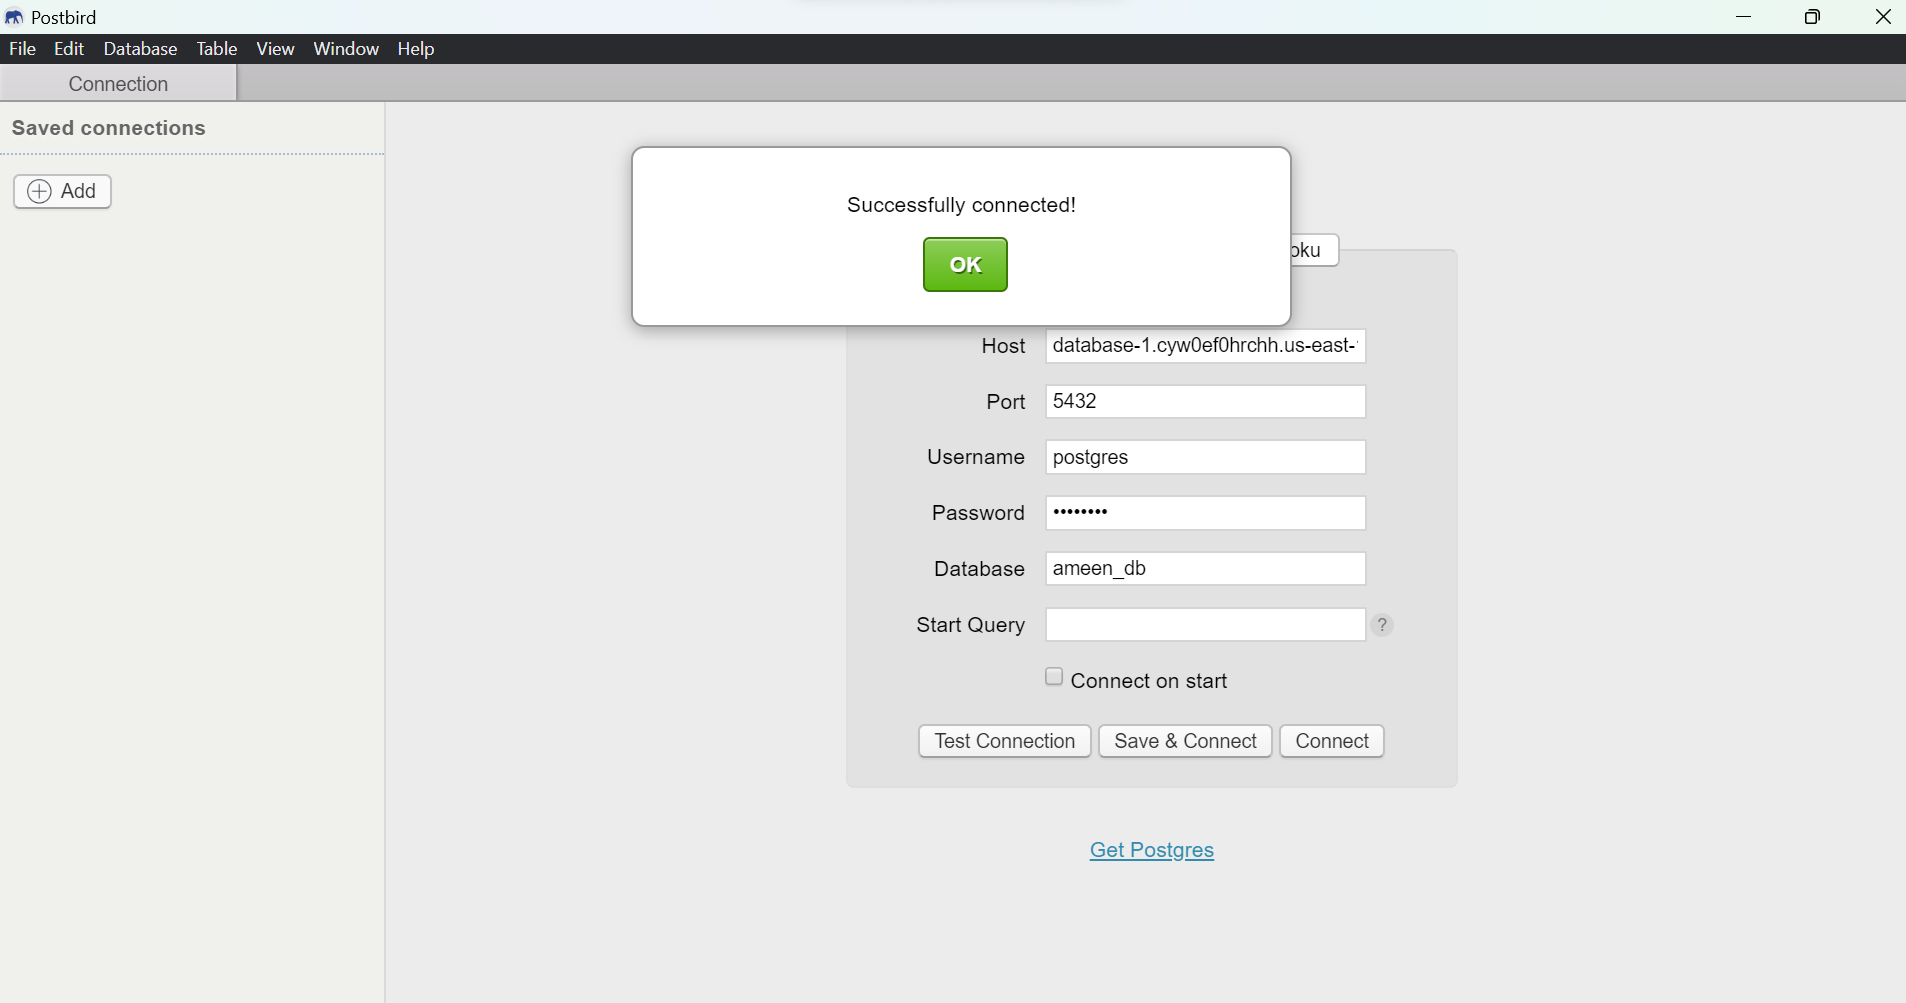 Postbird
File Edit Database Table View Window Help
Connection
Saved connections
Add
Successfully connected!
OK
oku
Host database-1.cyw0ef0hrchh.us-east-
Port 5432
Username postgres
Password ••••••••
Database ameen_db
Start Query ?
Connect on start
Test Connection Save & Connect Connect
Get Postgres